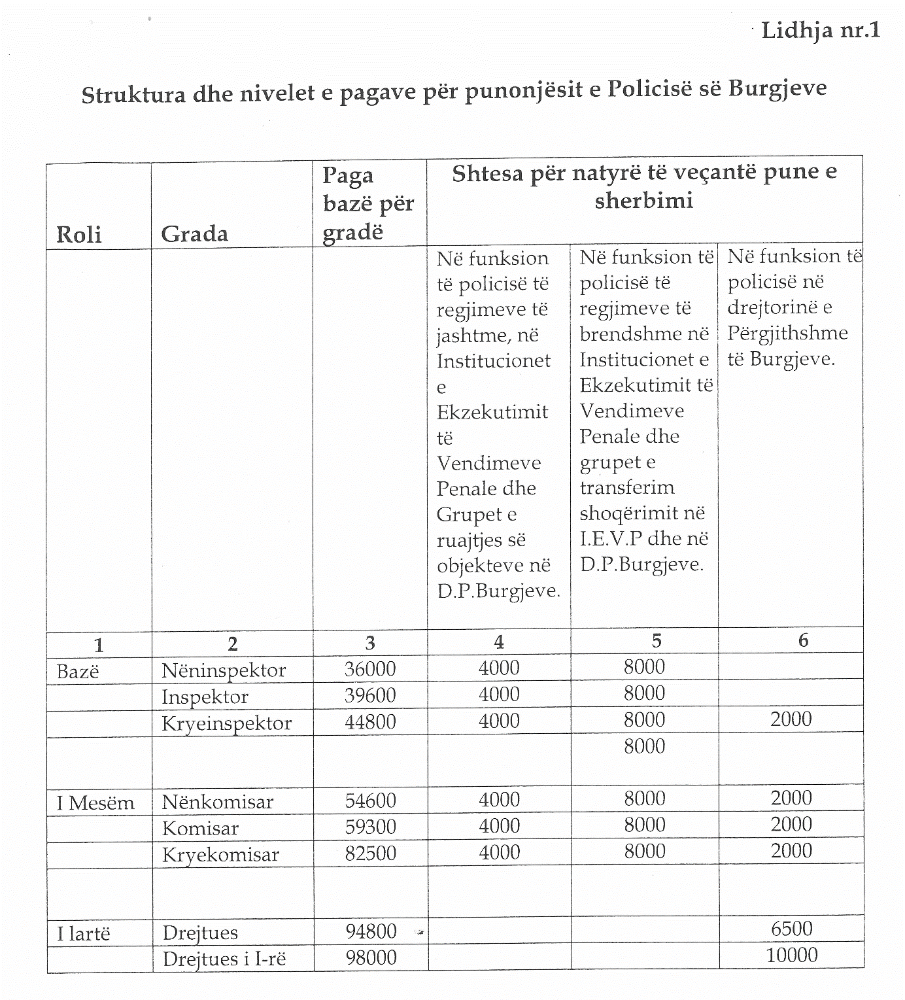 Lidhja nr.1
Struktura dhe nivelet e pagave për punonjësit e Policisë së Burgjeve
Roli
Grada
Paga
bazë për
gradë
Shtesa për natyrë të veçantë pune e
sherbimi
Në funksion
të policisë të
regjimeve të
jashtme, në
Institucionet
e
Ekzekutimit
të
Vendimeve
Penale dhe
Grupet e
ruajtjes së
objekteve në
D.P.Burgjeve.
Në funksion të
policisë të
regjimeve të
brendshme në
Institucionet e
Ekzekutimit të
Vendimeve
Penale dhe
grupet e
transferim
shoqërimit në
I.E.V.P dhe në
D.P.Burgjeve.
Në funksion të
policisë në
drejtorinë e
Përgjithshme
të Burgjeve.
1 2 3 4 5 6
Bazë Nëninspektor 36000 4000 8000
Inspektor 39600 4000 8000
Kryeinspektor 44800 4000 8000 2000
8000
I Mesëm Nënkomisar 54600 4000 8000 2000
Komisar 59300 4000 8000 2000
Kryekomisar 82500 4000 8000 2000
I lartë Drejtues 94800 6500
Drejtues i I-rë 98000 10000